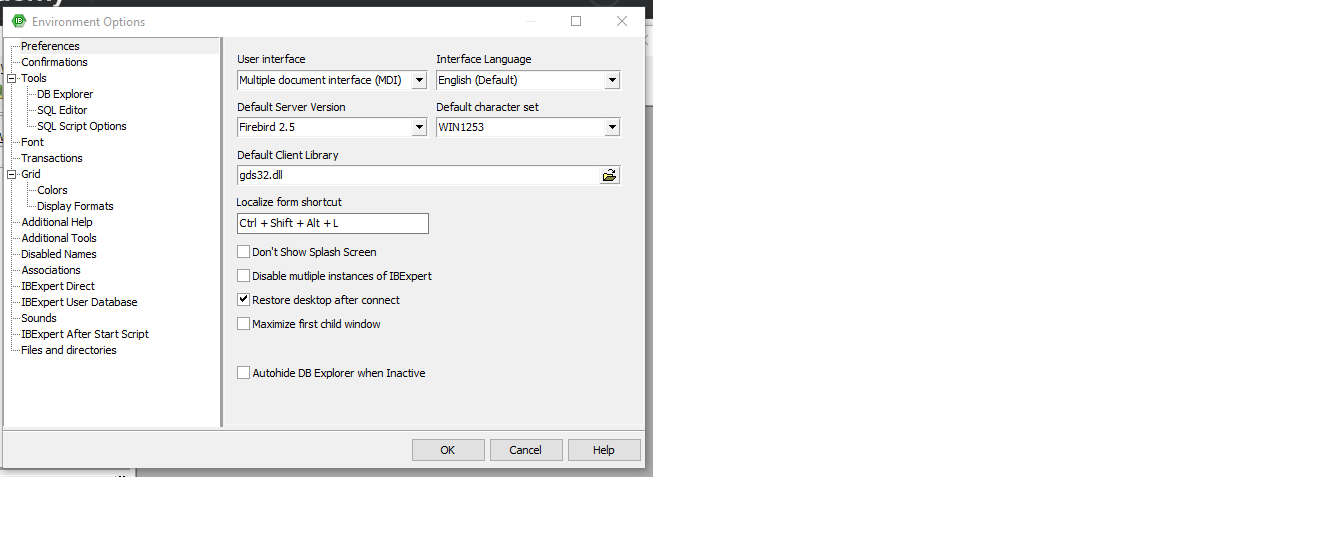 Environment Options
Preferences
Confirmations
Tools
DB Explorer
SQL Editor
SQL Script Options
Font
Transactions
Grid
Colors
Display Formats
Additional Help
Additional Tools
Disabled Names
Associations
IBExpert Direct
IBExpert User Database
Sounds
IBExpert After Start Script
Files and directories
User interface Interface Language
Multiple document interface (MDI) English (Default)
Default Server Version Default character set
Firebird 2.5 WIN1253
Default Client Library
gds32.dll
Localize form shortcut
Ctrl + Shift + Alt + L
Don't Show Splash Screen
Disable mutliple instances of IBExpert
Restore desktop after connect
Maximize first child window
Autohide DB Explorer when Inactive
OK Cancel Help